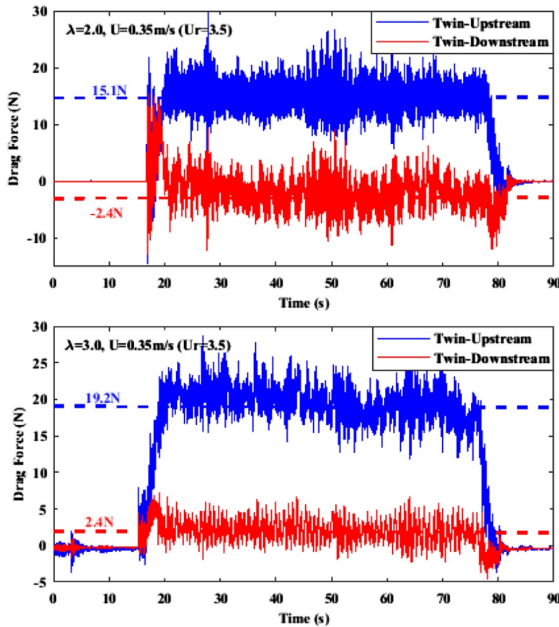 λ=2.0, U=0.35m/s (Ur=3.5)
Twin-Upstream
Twin-Downstream
30
20
10
0
-10
15.1N
-2.4N
Drag Force (N)
0 10 20 30 40 50 60 70 80 90
Time (s)
λ=3.0, U=0.35m/s (Ur=3.5)
Twin-Upstream
Twin-Downstream
30
25
20
15
10
5
0
-5
19.2N
2.4N
Drag Force (N)
0 10 20 30 40 50 60 70 80 90
Time (s)